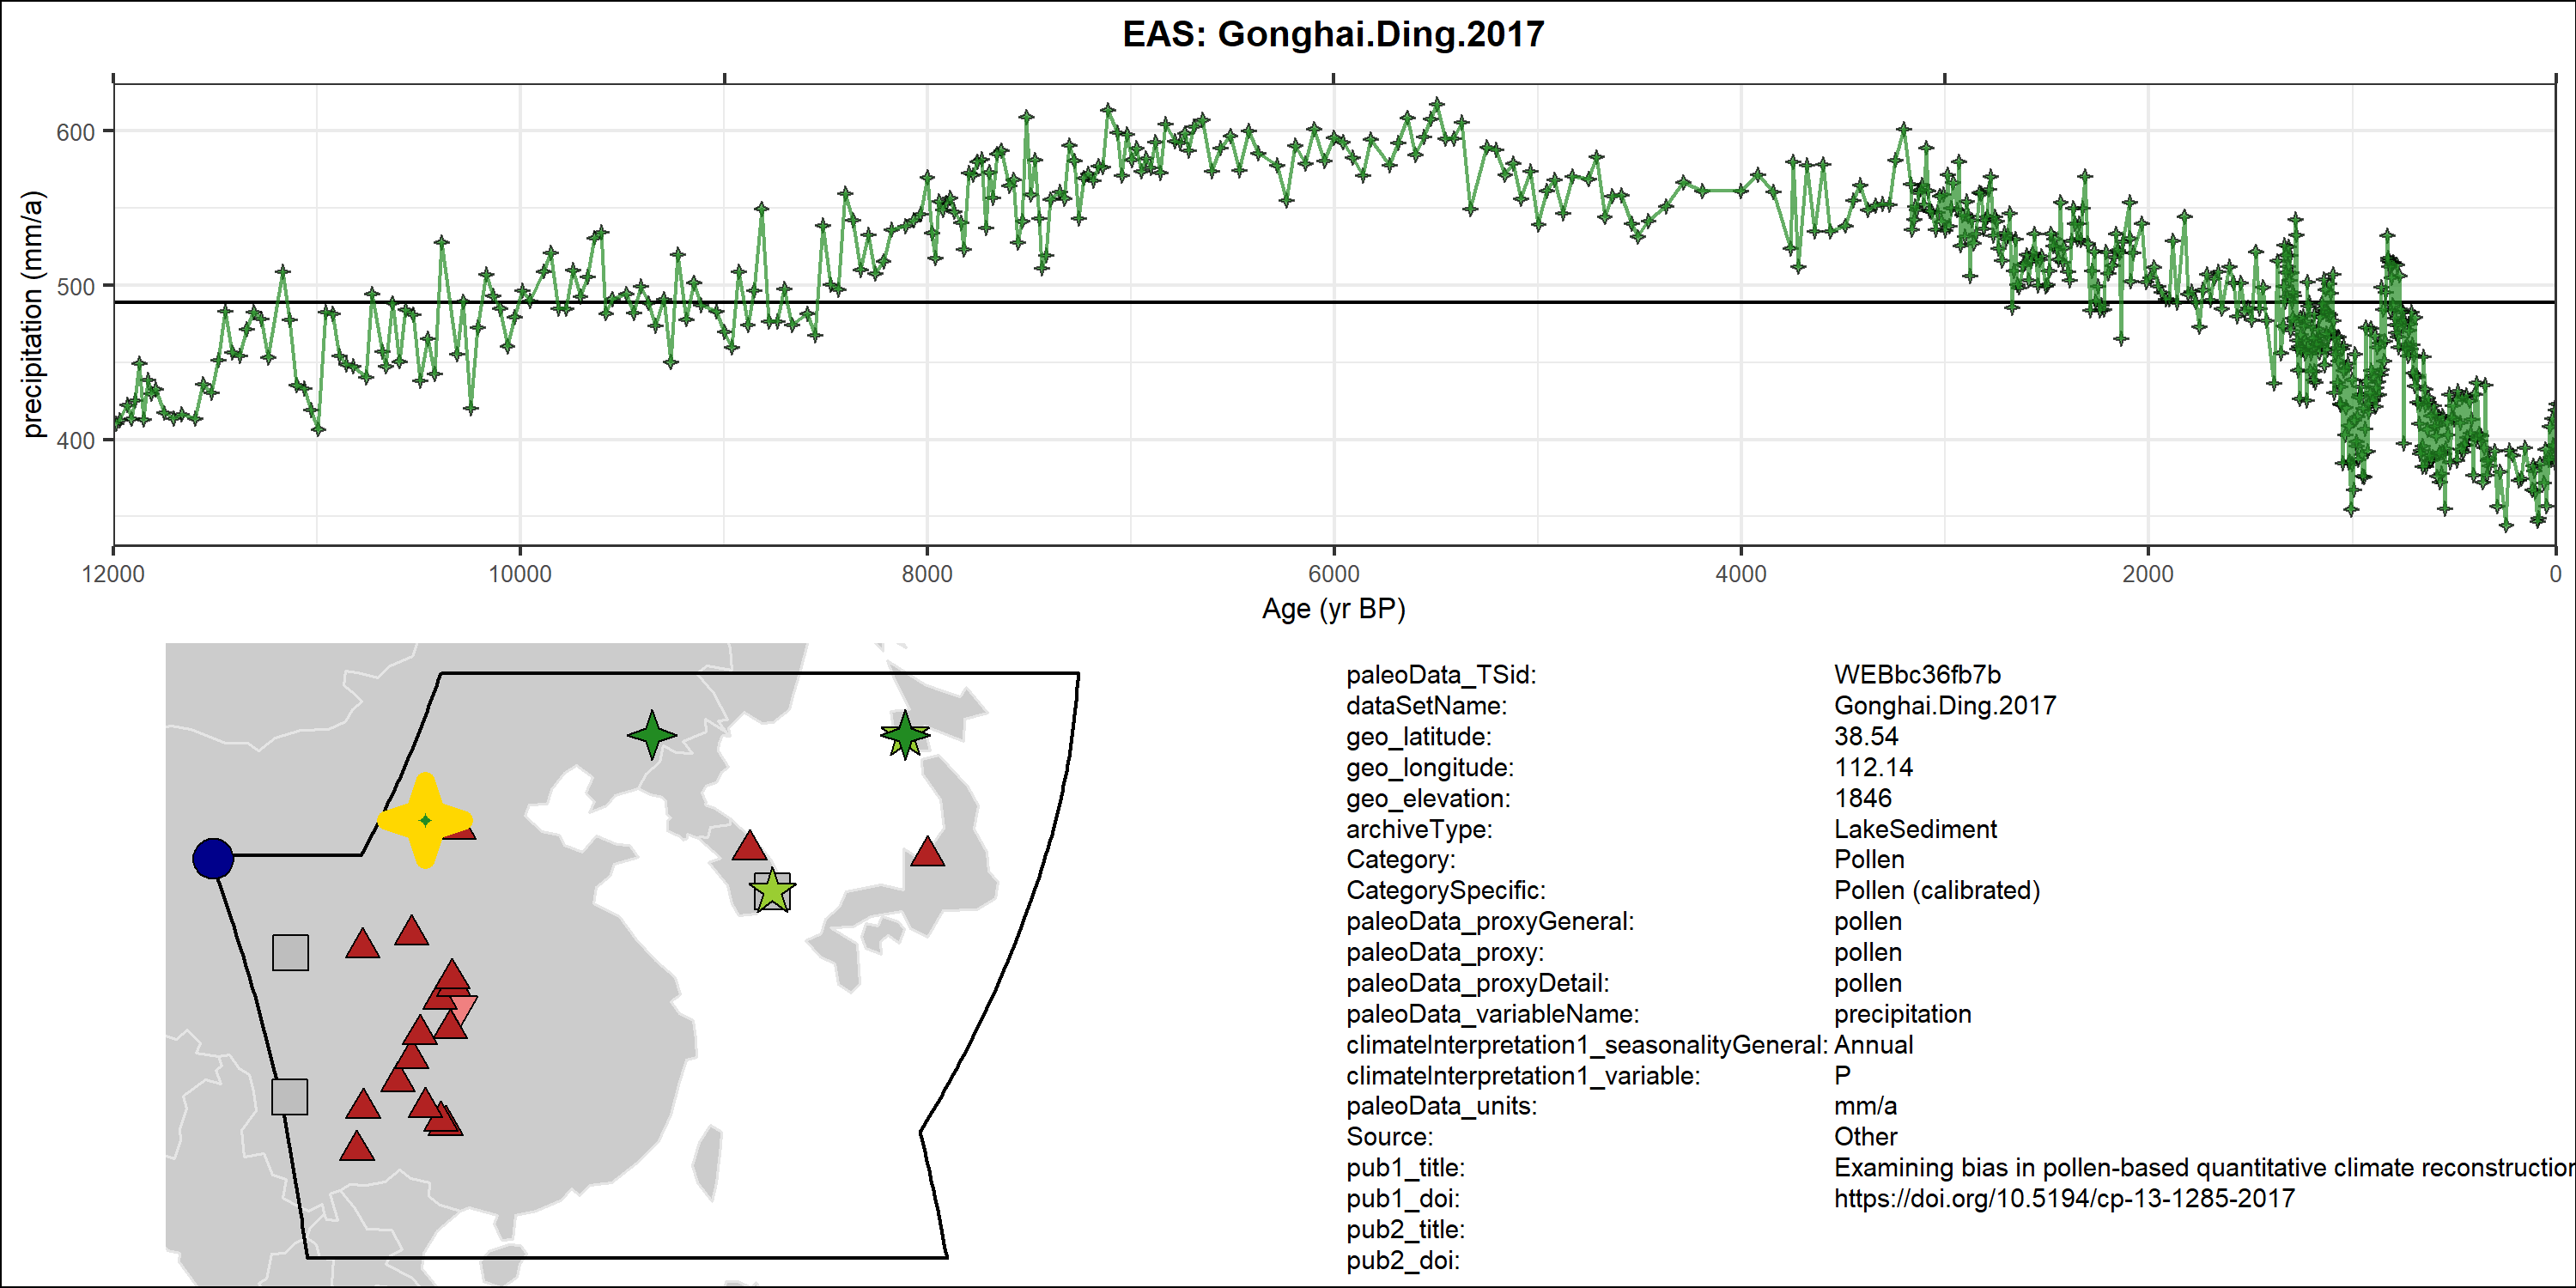 EAS: Gonghai.Ding.2017
precipitation (mm/a)
600
500
400
12000 10000 8000 6000 4000 2000 0
Age (yr BP)
paleoData_TSid: WEBbc36fb7b
dataSetName: Gonghai.Ding.2017
geo_latitude: 38.54
geo_longitude: 112.14
geo_elevation: 1846
archiveType: LakeSediment
Category: Pollen
CategorySpecific: Pollen (calibrated)
paleoData_proxyGeneral: pollen
paleoData_proxy: pollen
paleoData_proxyDetail: pollen
paleoData_variableName: precipitation
climateInterpretation1_seasonalityGeneral: Annual
climateInterpretation1_variable: P
paleoData_units: mm/a
Source: Other
pub1_title: Examining bias in pollen-based quantitative climate reconstruction
pub1_doi: https://doi.org/10.5194/cp-13-1285-2017
pub2_title:
pub2_doi: